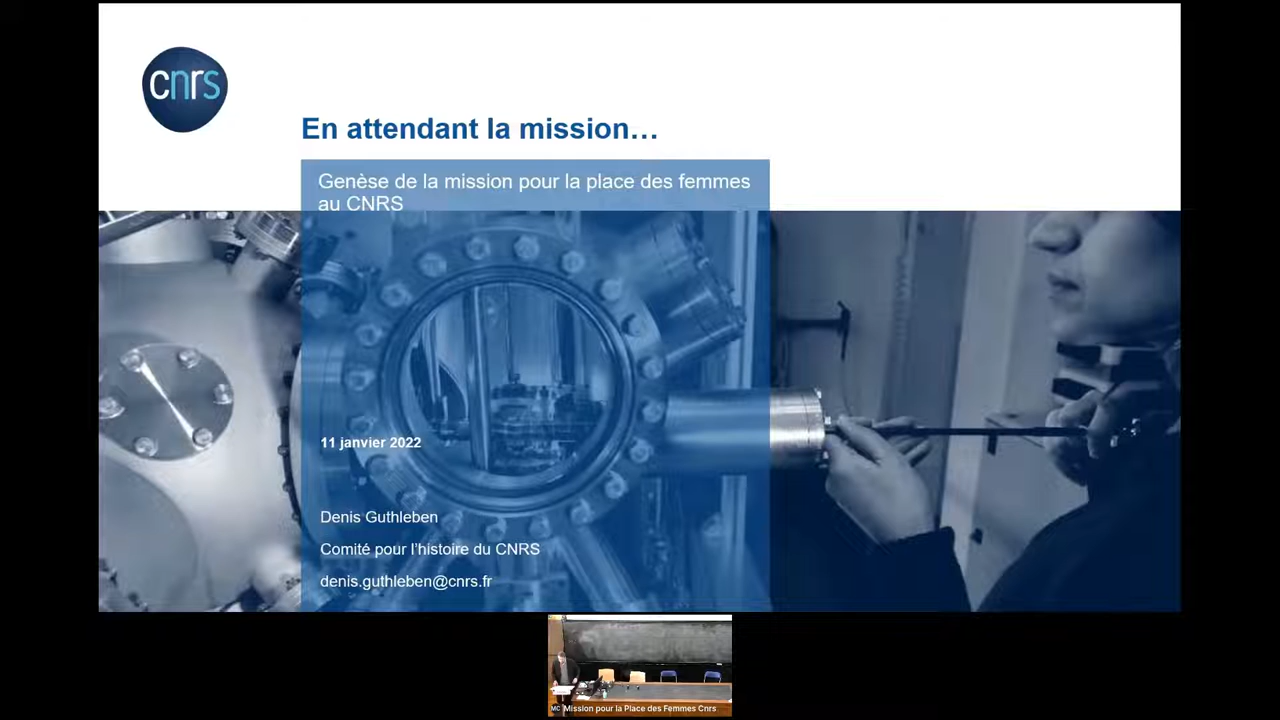 cnrs
En attendant la mission…
Genèse de la mission pour la place des femmes
au CNRS
11 janvier 2022
Denis Guthleben
Comité pour l'histoire du CNRS
denis.guthleben@cnrs.fr
MC Mission pour la Place des Femmes Cnrs